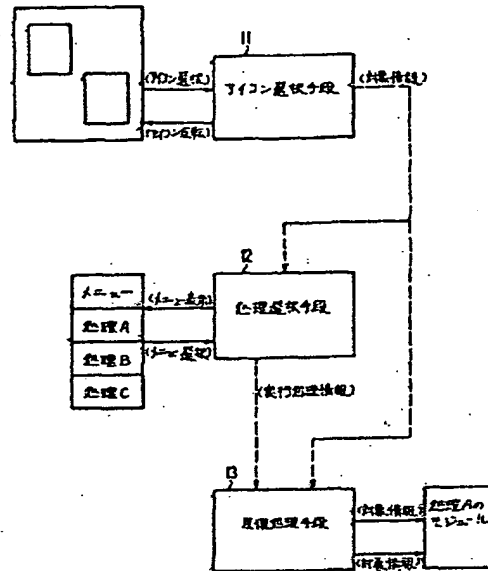 11
(アイコン選択)
アイコン選択手段
(対象情報)
(アイコン反転)
12
メニュー
(メニュー表示)
処理選択手段
処理A
(メニュー選択)
処理B
処理C
(実行処理情報)
13
(対象情報)
処理Aの
モジュール
処理手段
(対象情報)